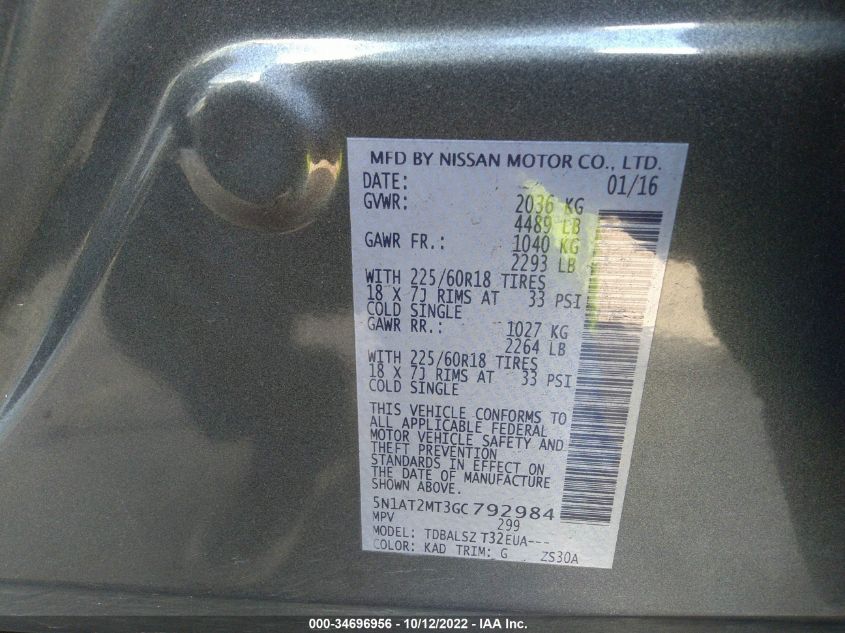 MFD BY NISSAN MOTOR CO., LTD.
DATE: 01/16
GVWR: 2036 KG
4489 LB
GAWR FR.: 1040 KG
2293 LB
WITH 225/60R18 TIRES
18 X 7J RIMS AT 33 PSI
COLD SINGLE
GAWR RR.: 1027 KG
2264 LB
WITH 225/60R18 TIRES
18 X 7J RIMS AT 33 PSI
COLD SINGLE
THIS VEHICLE CONFORMS TO
ALL APPLICABLE FEDERAL
MOTOR VEHICLE SAFETY AND
THEFT PREVENTION
STANDARDS IN EFFECT ON
THE DATE OF MANUFACTURE
SHOWN ABOVE.
5N1AT2MT3GC792984
MPV 299
MODEL: TDBALSZ T32EUA---
COLOR: KAD TRIM: G ZS30A
000-34696956 - 10/12/2022 - IAA Inc.